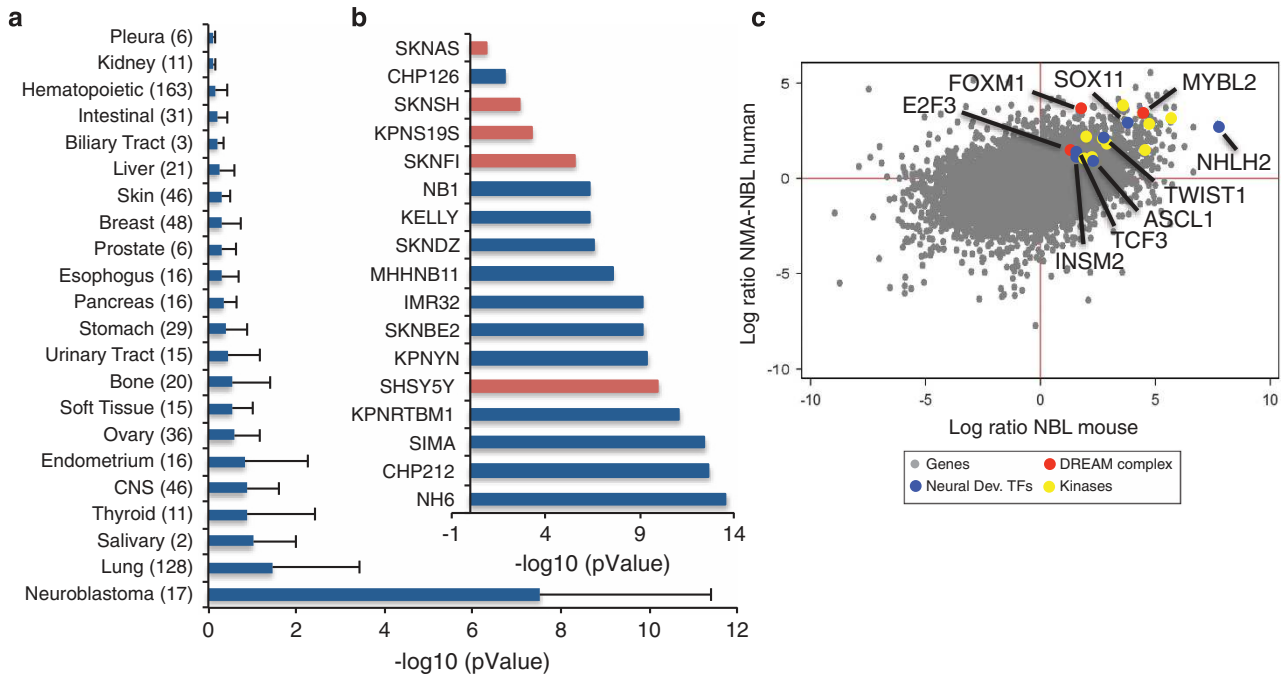 a
Pleura (6)
Kidney (11)
Hematopoietic (163)
Intestinal (31)
Biliary Tract (3)
Liver (21)
Skin (46)
Breast (48)
Prostate (6)
Esophogus (16)
Pancreas (16)
Stomach (29)
Urinary Tract (15)
Bone (20)
Soft Tissue (15)
Ovary (36)
Endometrium (16)
CNS (46)
Thyroid (11)
Salivary (2)
Lung (128)
Neuroblastoma (17)
0 2 4 6 8 10 12
-log10 (pValue)
b
SKNAS
CHP126
SKNSH
KPNS19S
SKNFI
NB1
KELLY
SKNDZ
MHHNB11
IMR32
SKNBE2
KPNYN
SHSY5Y
KPNRTBM1
SIMA
CHP212
NH6
-1 4 9 14
-log10 (pValue)
c
Log ratio NMA-NBL human
5
0
-5
-10
FOXM1
SOX11
MYBL2
E2F3
NHLH2
TWIST1
ASCL1
TCF3
INSM2
-10 -5 0 5 10
Log ratio NBL mouse
Genes
DREAM complex
Neural Dev. TFs
Kinases